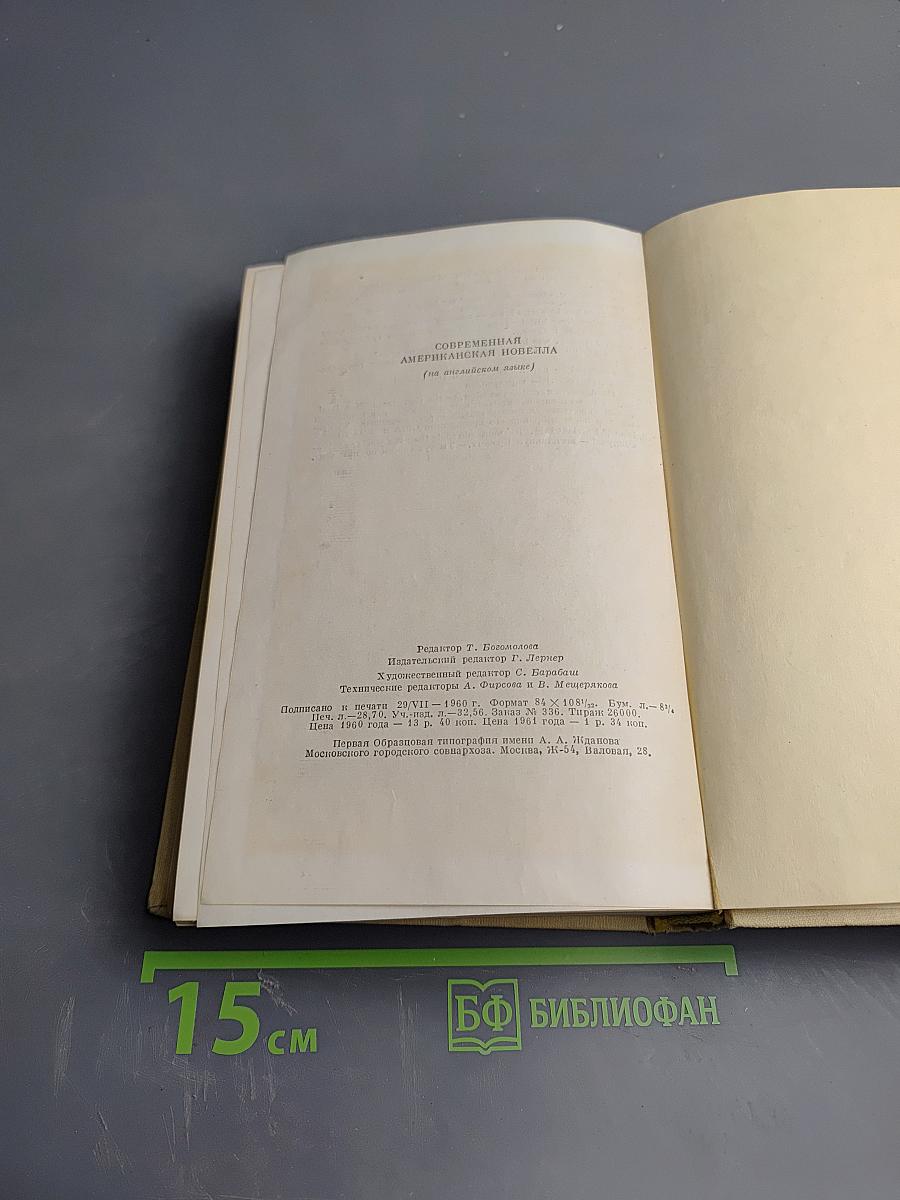 СОВРЕМЕННАЯ
АМЕРИКАНСКАЯ НОВЕЛЛА
(на английском языке)
Редактор Т. Богомолова
Издательский редактор Г. Лернер
Художественный редактор С. Барабаш
Технические редакторы А. Фирсова и В. Мещерякова
Подписано к печати 29/VII — 1960 г. Формат 84 × 108¹/₃₂. Бум. л.— 8³/₄
Печ. л.—28,70. Уч.-изд. л.—32,56. Заказ № 336. Тираж 26000.
Цена 1960 года — 13 р. 40 коп. Цена 1961 года — 1 р. 34 коп.
Первая Образцовая типография имени А. А. Жданова
Московского городского совнархоза. Москва, Ж-54, Валовая, 28.
15 см
БФ БИБЛИОФАН